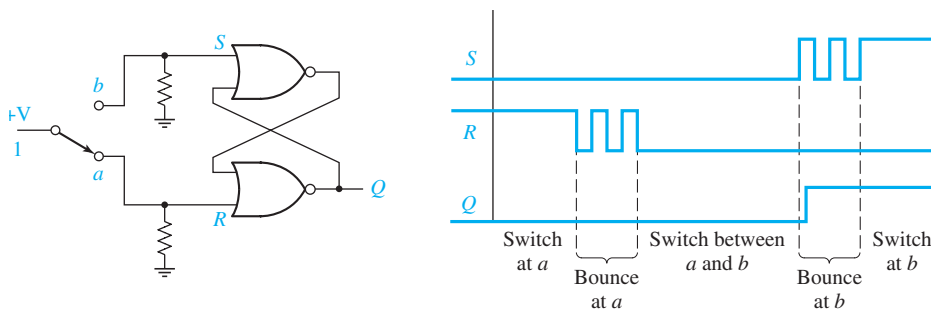 S
b
+V
1
a
R
Q
S
R
Q
Switch at a
Bounce at a
Switch between a and b
Bounce at b
Switch at b